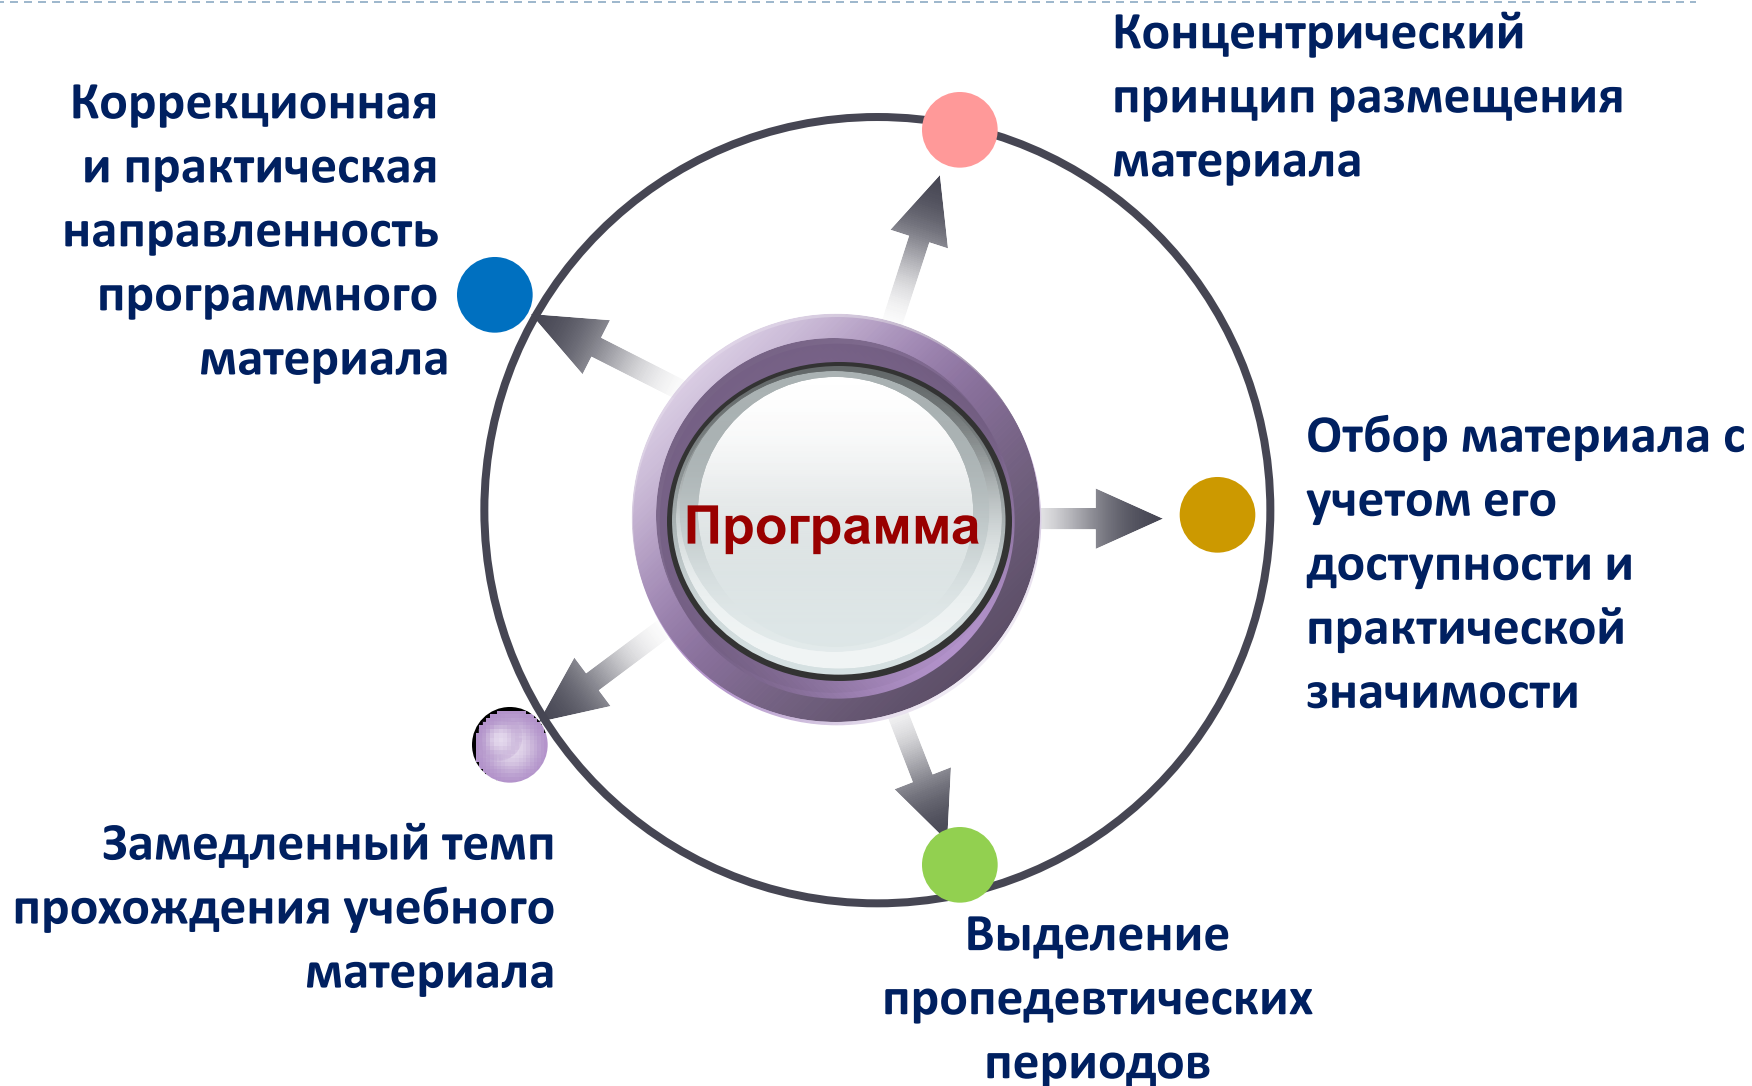 Концентрический
принцип размещения
материала
Коррекционная
и практическая
направленность
программного
материала
Отбор материала с
учетом его
доступности и
практической
значимости
Программа
Замедленный темп
прохождения учебного
материала
Выделение
пропедевтических
периодов